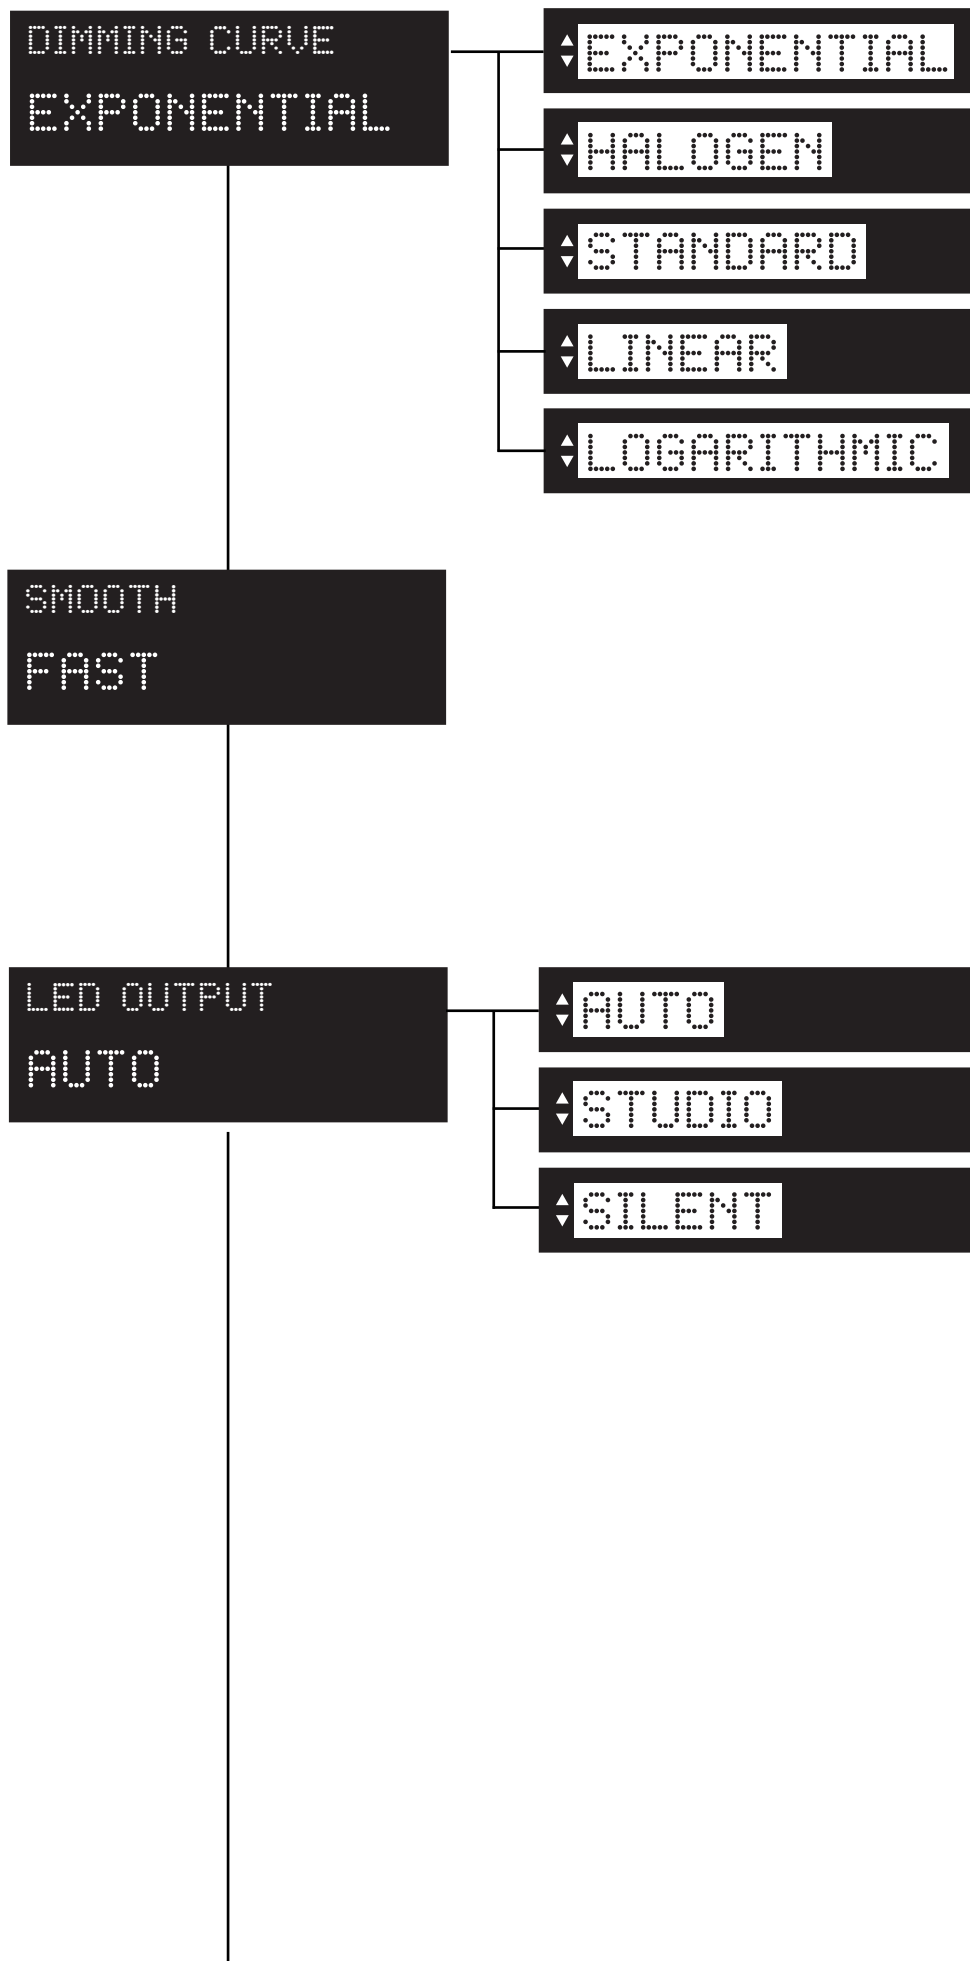 DIMMING CURVE
EXPONENTIAL
EXPONENTIAL
HALOGEN
STANDARD
LINEAR
LOGARITHMIC
SMOOTH
FAST
LED OUTPUT
AUTO
AUTO
STUDIO
SILENT